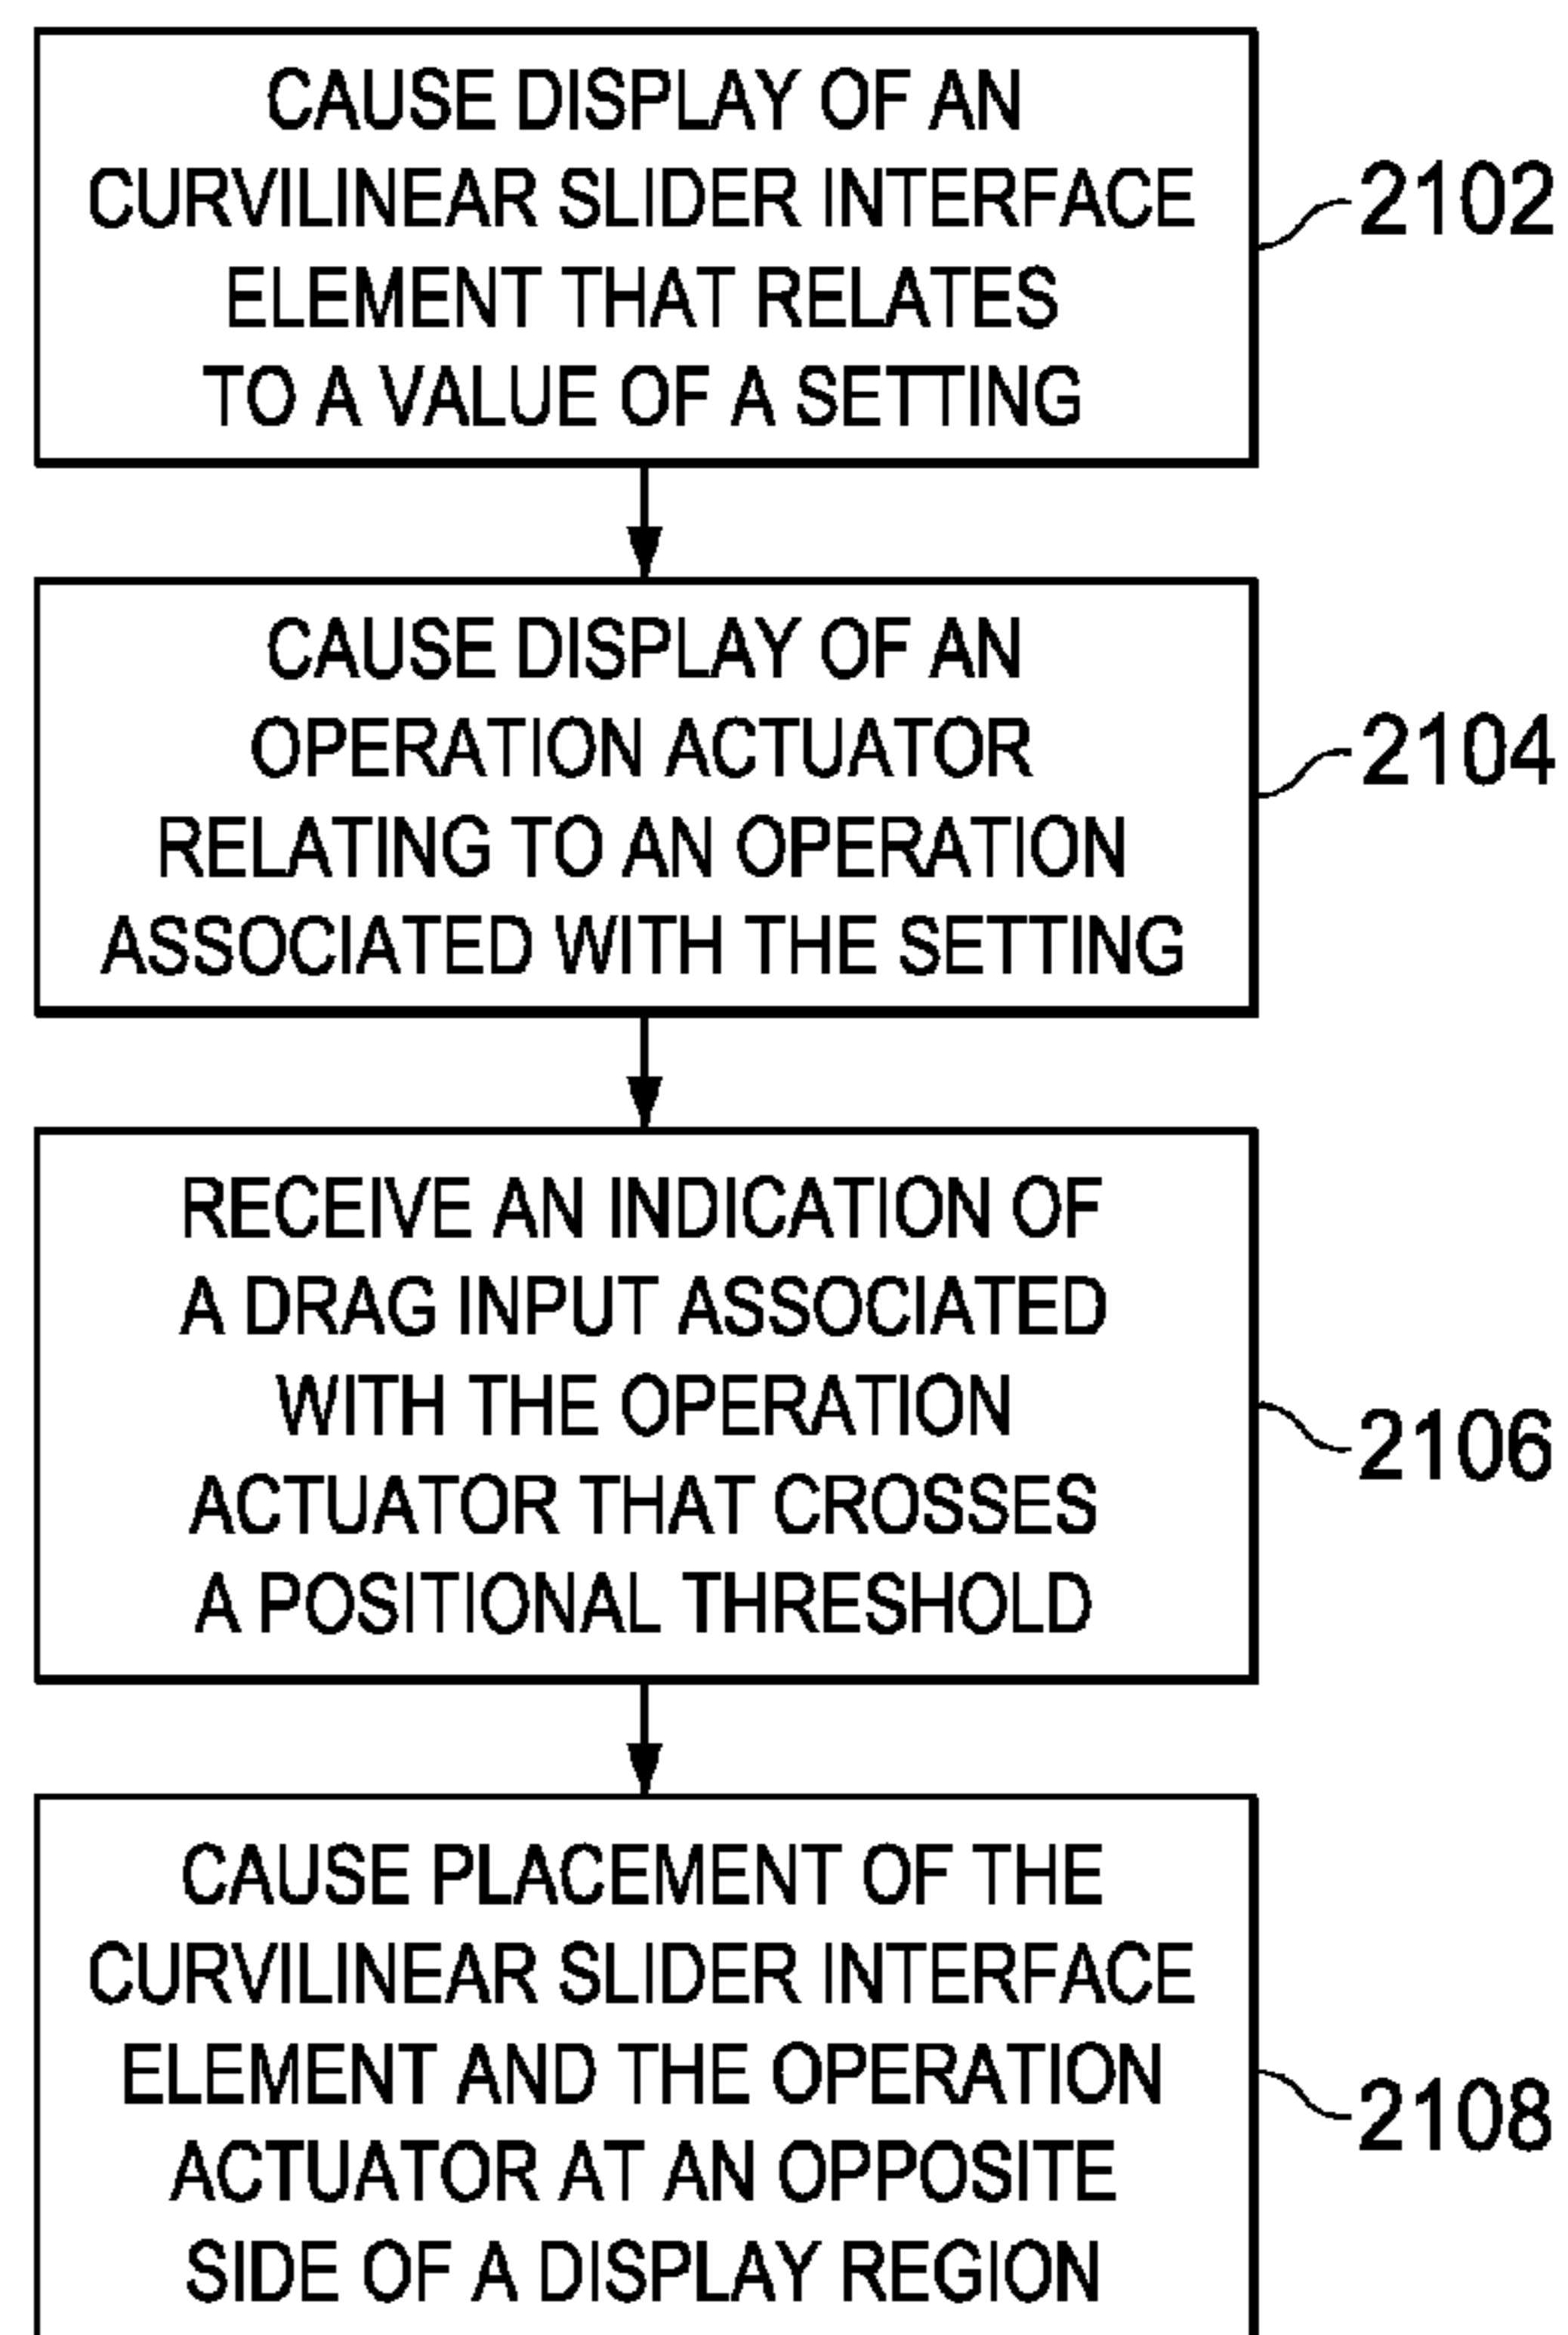 CAUSE DISPLAY OF AN
CURVILINEAR SLIDER INTERFACE
ELEMENT THAT RELATES
TO A VALUE OF A SETTING
2102
CAUSE DISPLAY OF AN
OPERATION ACTUATOR
RELATING TO AN OPERATION
ASSOCIATED WITH THE SETTING
2104
RECEIVE AN INDICATION OF
A DRAG INPUT ASSOCIATED
WITH THE OPERATION
ACTUATOR THAT CROSSES
A POSITIONAL THRESHOLD
2106
CAUSE PLACEMENT OF THE
CURVILINEAR SLIDER INTERFACE
ELEMENT AND THE OPERATION
ACTUATOR AT AN OPPOSITE
SIDE OF A DISPLAY REGION
2108